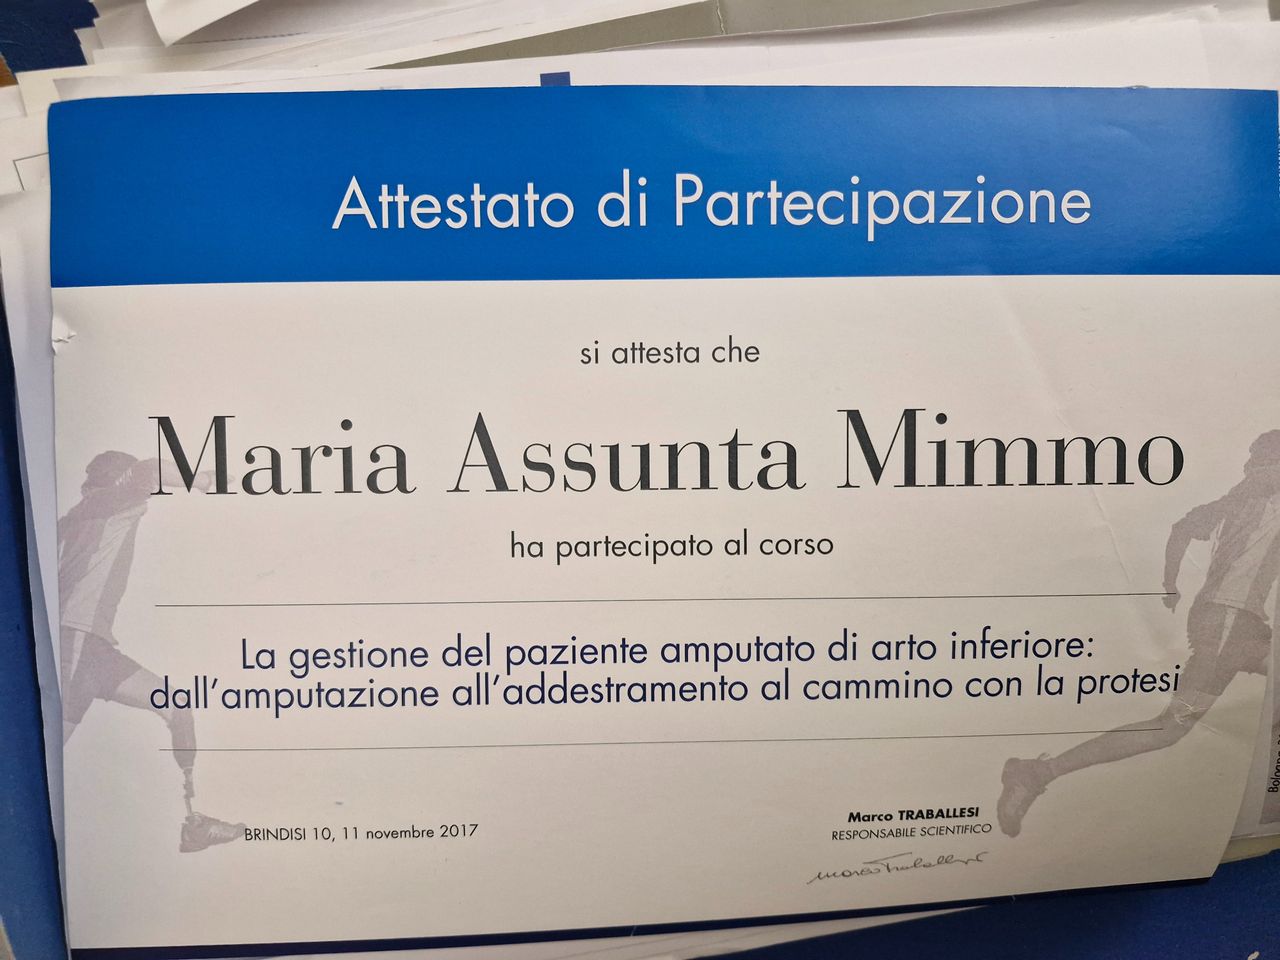 Attestato di Partecipazione
si attesta che
Maria Assunta Mimmo
ha partecipato al corso
La gestione del paziente amputato di arto inferiore:
dall'amputazione all'addestramento al cammino con la protesi
BRINDISI 10, 11 novembre 2017
Marco TRABALLESI
RESPONSABILE SCIENTIFICO
Marco Traballesi